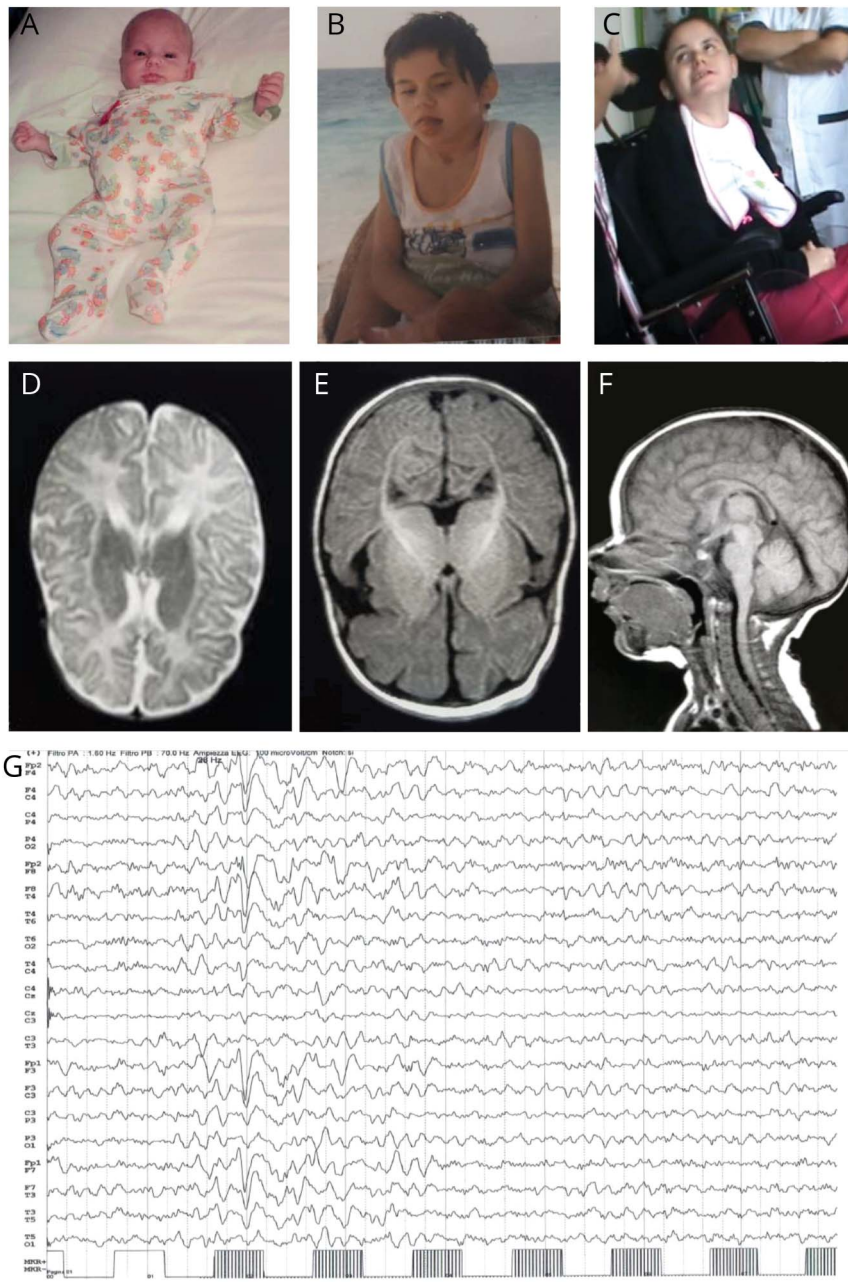 A
B
C
D
E
F
G
(+) Filtro PA : 1.60 Hz Filtro PB : 70.0 Hz Ampiezza EEG: 100 microVolt/cm Notch: si
Fp2
F4
F4
C4
C4
P4
P4
O2
Fp2
F8
F8
T4
T4
T6
T6
O2
T4
C4
C4
Cz
Cz
C3
C3
T3
Fp1
F3
F3
C3
C3
P3
P3
O1
Fp1
F7
F7
T3
T3
T5
T5
O1
MKR+
MKR-